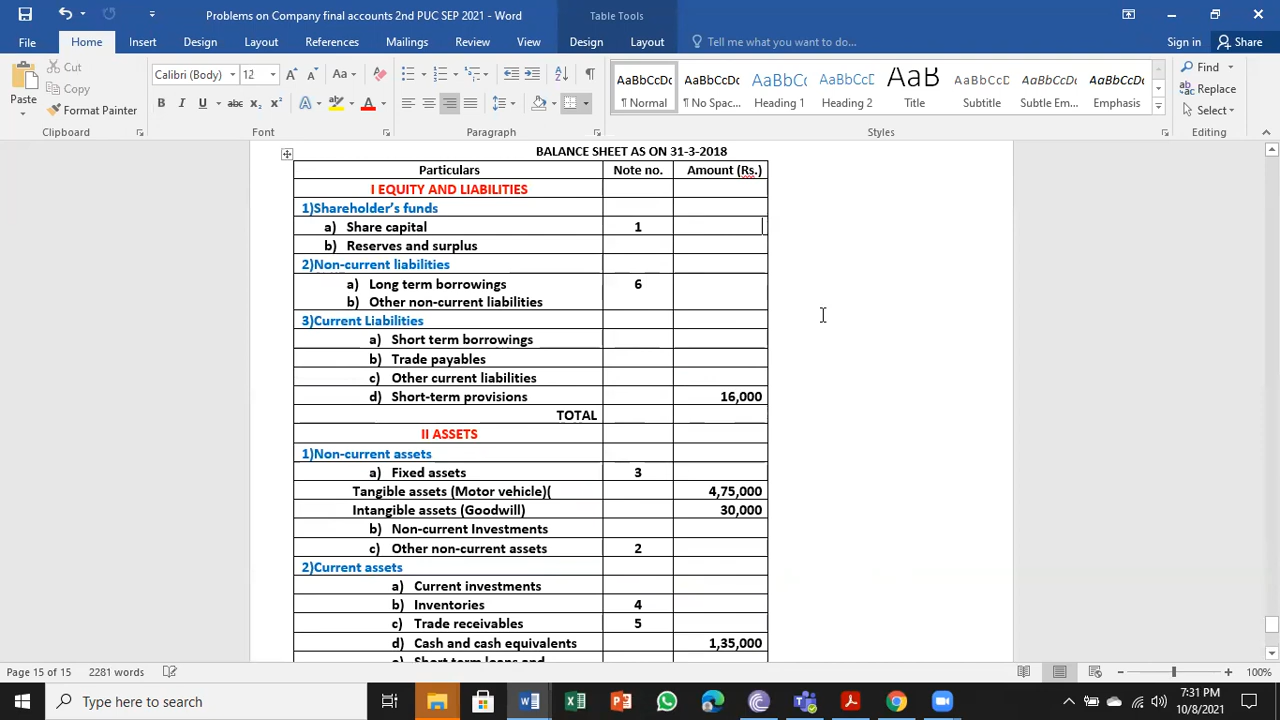 Problems on Company final accounts 2nd PUC SEP 2021 - Word
Table Tools
File Home Insert Design Layout References Mailings Review View Design Layout Tell me what you want to do... Sign in Share
Paste
Cut
Copy
Format Painter
Clipboard
Calibri (Body) 12
Font
Paragraph
AaBbCcDc AaBbCcDc AaBbCc AaBbCcC AaB AaBbCcD AaBbCcDc AaBbCcDc
¶ Normal ¶ No Spac... Heading 1 Heading 2 Title Subtitle Subtle Em... Emphasis
Styles
Find
Replace
Select
Editing
BALANCE SHEET AS ON 31-3-2018
Particulars Note no. Amount (Rs.)
I EQUITY AND LIABILITIES
1)Shareholder’s funds
a) Share capital 1
b) Reserves and surplus
2)Non-current liabilities
a) Long term borrowings 6
b) Other non-current liabilities
3)Current Liabilities
a) Short term borrowings
b) Trade payables
c) Other current liabilities
d) Short-term provisions 16,000
TOTAL
II ASSETS
1)Non-current assets
a) Fixed assets 3
Tangible assets (Motor vehicle)( 4,75,000
Intangible assets (Goodwill) 30,000
b) Non-current Investments
c) Other non-current assets 2
2)Current assets
a) Current investments
b) Inventories 4
c) Trade receivables 5
d) Cash and cash equivalents 1,35,000
e) Short term loans and
Page 15 of 15 2281 words 100%
Type here to search
7:31 PM
10/8/2021